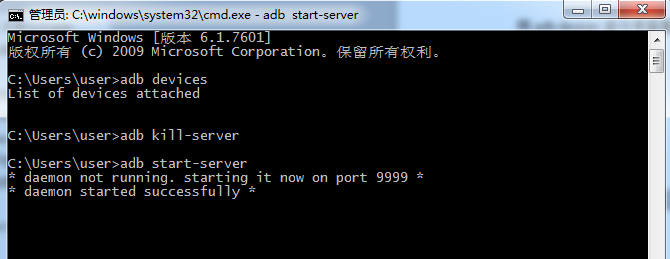 管理员: C:\windows\system32\cmd.exe - adb  start-server
Microsoft Windows [版本 6.1.7601]
版权所有 (c) 2009 Microsoft Corporation。保留所有权利。
C:\Users\user>adb devices
List of devices attached
C:\Users\user>adb kill-server
C:\Users\user>adb start-server
* daemon not running. starting it now on port 9999 *
* daemon started successfully *